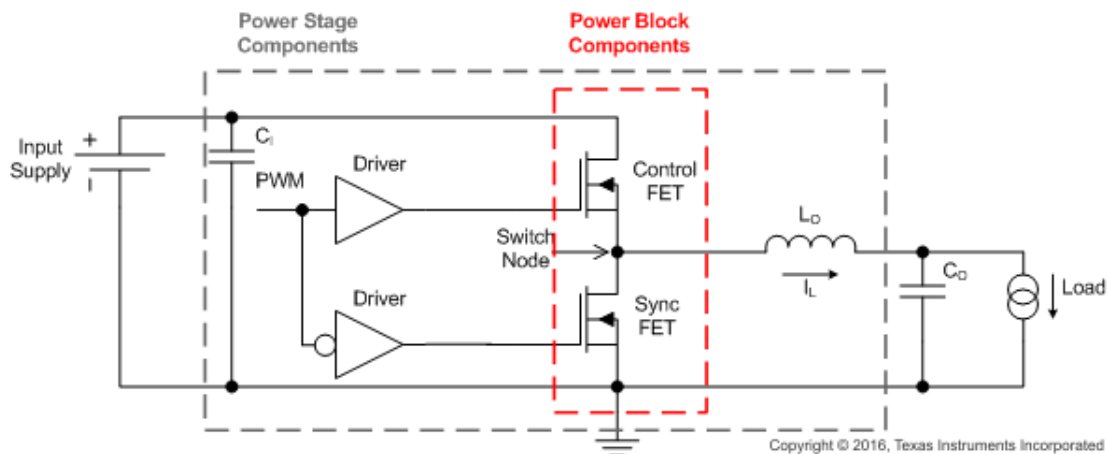 Power Stage
Components
Power Block
Components
Input
Supply
+
-
CI
Driver
PWM
Control
FET
Switch
Node
LO
IL
CO
Load
Driver
Sync
FET
Copyright © 2016, Texas Instruments Incorporated